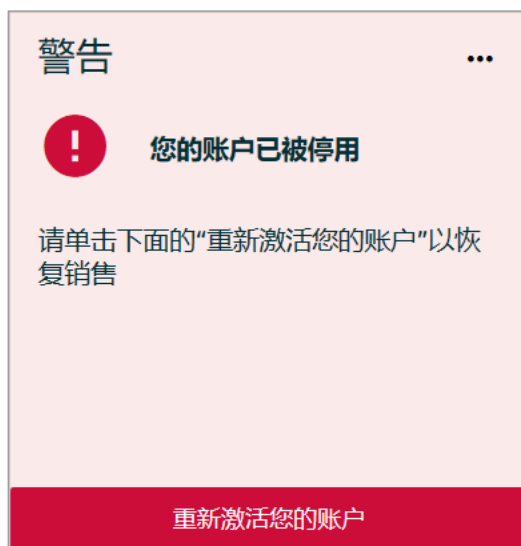 警告
您的账户已被停用
请单击下面的“重新激活您的账户”以恢
复销售
重新激活您的账户